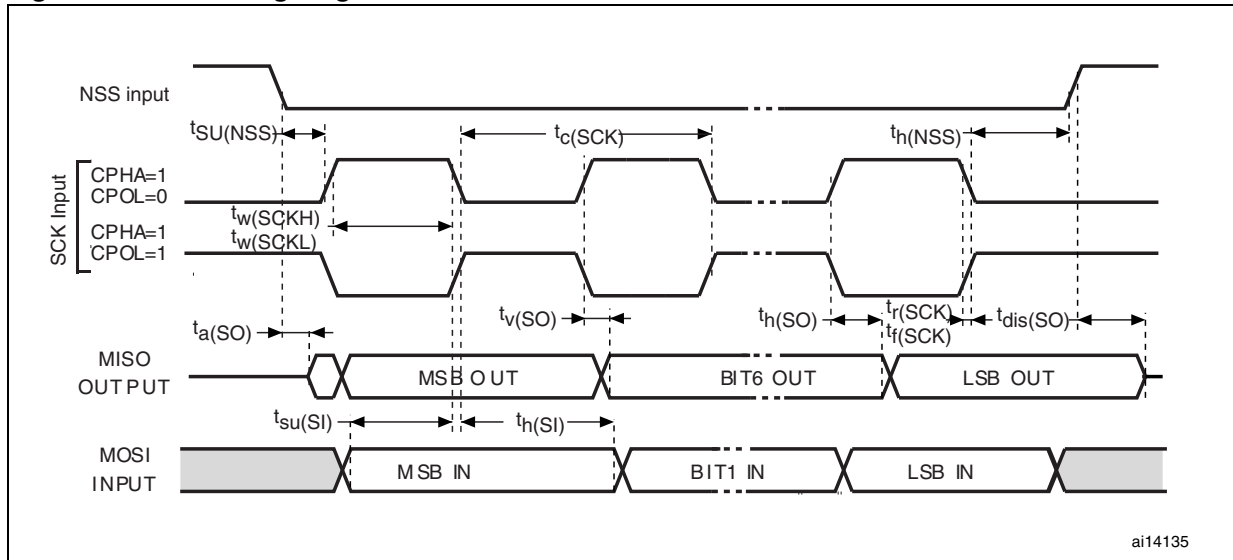 NSS input
tSU(NSS)
tc(SCK)
th(NSS)
SCK Input
CPHA=1
CPOL=0
tw(SCKH)
CPHA=1
tw(SCKL)
CPOL=1
ta(SO)
tv(SO)
th(SO)
tr(SCK)
tf(SCK)
tdis(SO)
MISO
OUTPUT
MSB OUT
BIT6 OUT
LSB OUT
tsu(SI)
th(SI)
MOSI
INPUT
MSB IN
BIT1 IN
LSB IN
ai14135